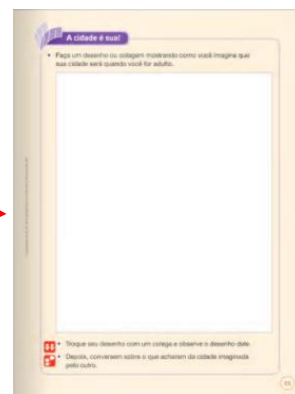 A cidade é sua!
• Faça um desenho ou colagem mostrando como você imagina que
sua cidade será quando você for adulto.
• Troque seu desenho com um colega e observe o desenho dele.
• Depois, conversem sobre o que acharam da cidade imaginada
pelo outro.